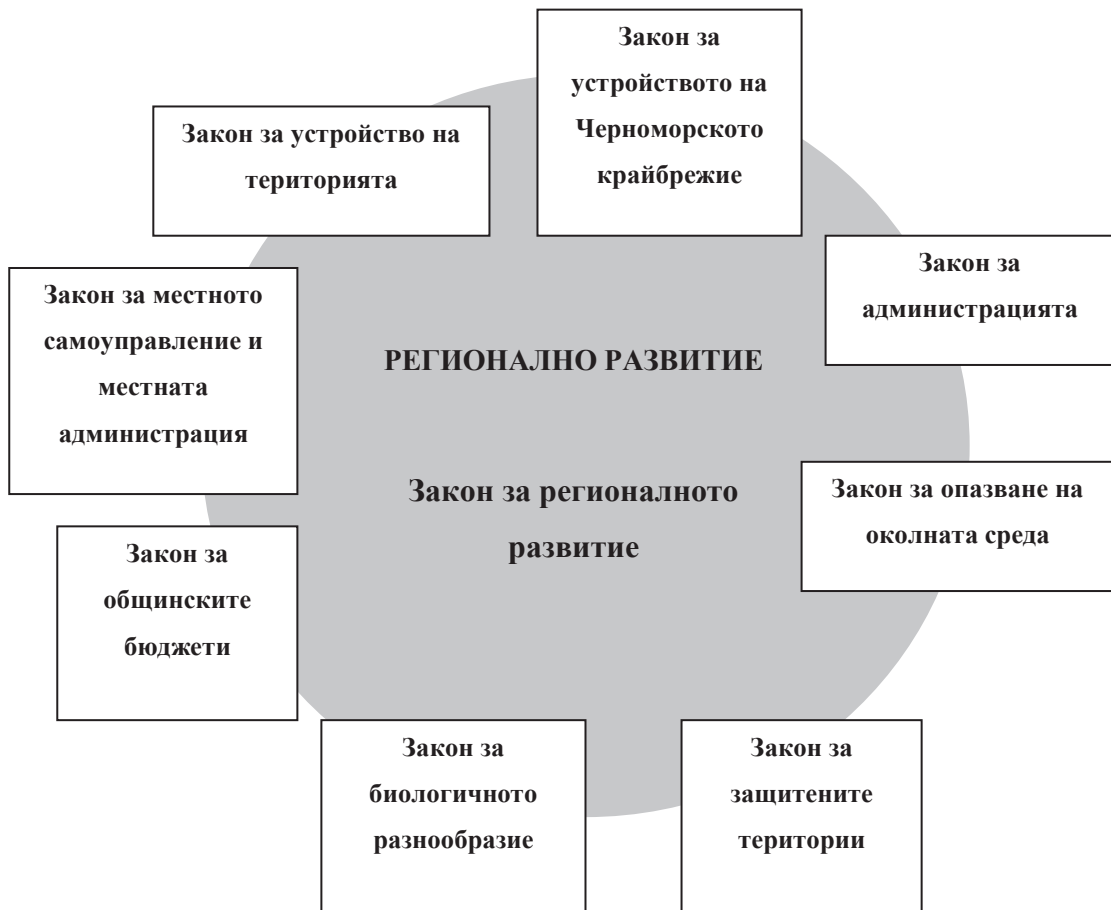 Закон за
устройството на
Черноморското
крайбрежие
Закон за устройство на
територията
Закон за
администрацията
Закон за местното
самоуправление и
местната
администрация
РЕГИОНАЛНО РАЗВИТИЕ
Закон за регионалното
развитие
Закон за опазване на
околната среда
Закон за
общинските
бюджети
Закон за
биологичното
разнообразие
Закон за
защитените
територии